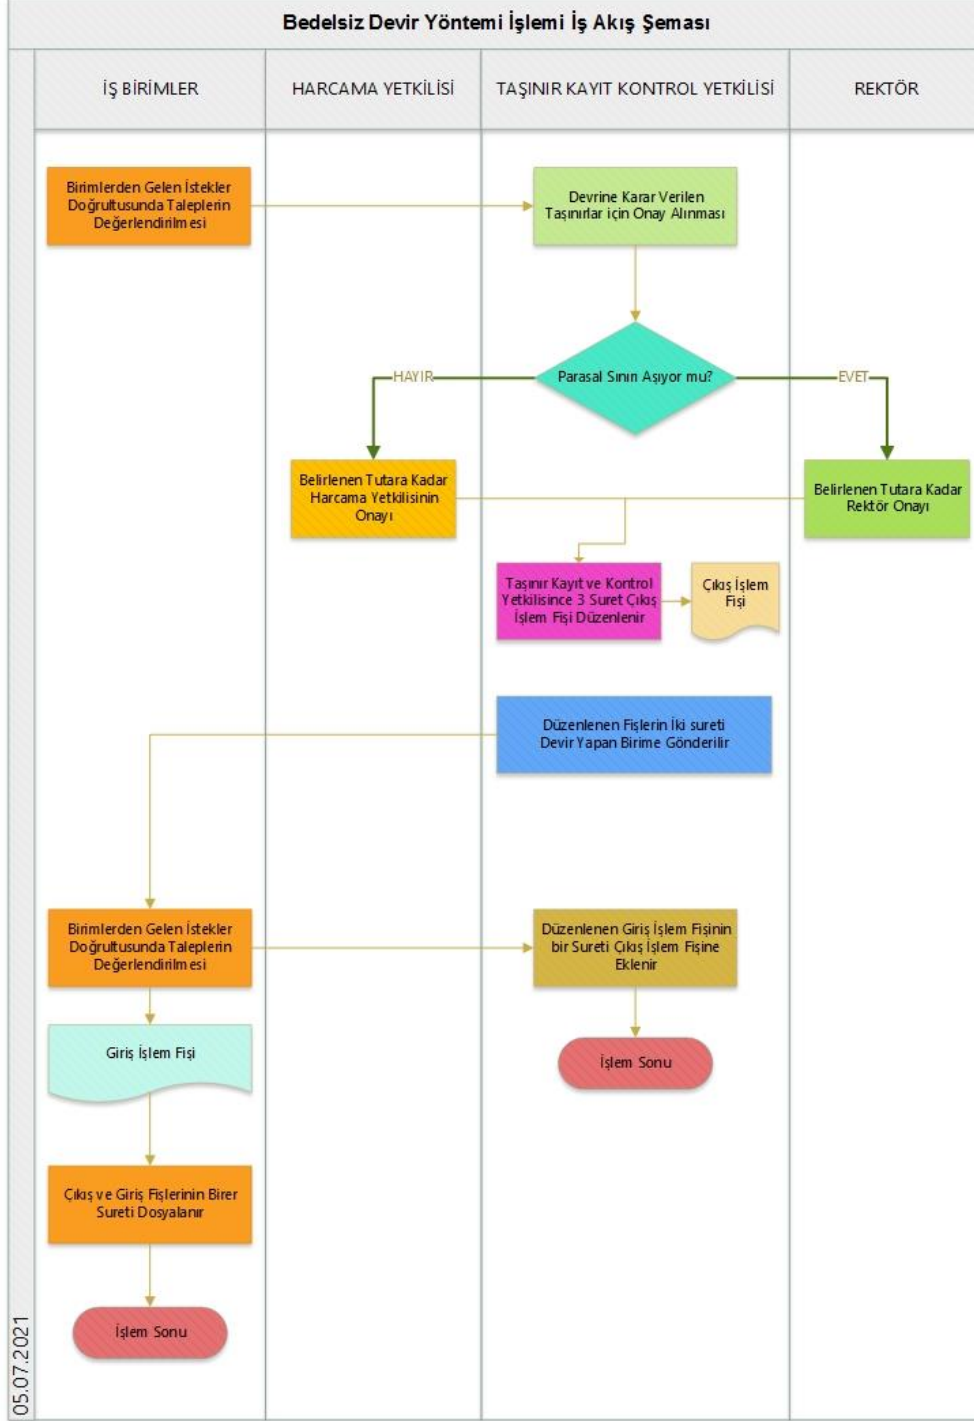 Bedelsiz Devir Yöntemi İşlemi İş Akış Şeması
İŞ BİRİMLER
HARCAMA YETKİLİSİ
TAŞINIR KAYIT KONTROL YETKİLİSİ
REKTÖR
Birimlerden Gelen İstekler
Doğrultusunda Taleplerin
Değerlendirilmesi
Devrine Karar Verilen
Taşınırlar için Onay Alınması
Parasal Sınırı Aşıyor mu?
HAYIR
EVET
Belirlenen Tutara Kadar
Harcama Yetkilisinin
Onayı
Belirlenen Tutara Kadar
Rektör Onayı
Taşınır Kayıt ve Kontrol
Yetkilisince 3 Suret Çıkış
İşlem Fişi Düzenlenir
Çıkış İşlem
Fişi
Düzenlenen Fişlerin İki sureti
Devir Yapan Birime Gönderilir
Birimlerden Gelen İstekler
Doğrultusunda Taleplerin
Değerlendirilmesi
Düzenlenen Giriş İşlem Fişinin
bir Sureti Çıkış İşlem Fişine
Eklenir
Giriş İşlem Fişi
İşlem Sonu
Çıkış ve Giriş Fişlerinin Birer
Sureti Dosyalanır
İşlem Sonu
05.07.2021